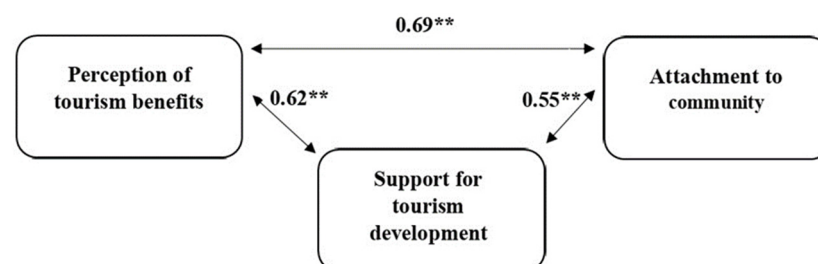 0.69**
Perception of
tourism benefits
Attachment to
community
0.62**
0.55**
Support for
tourism
development